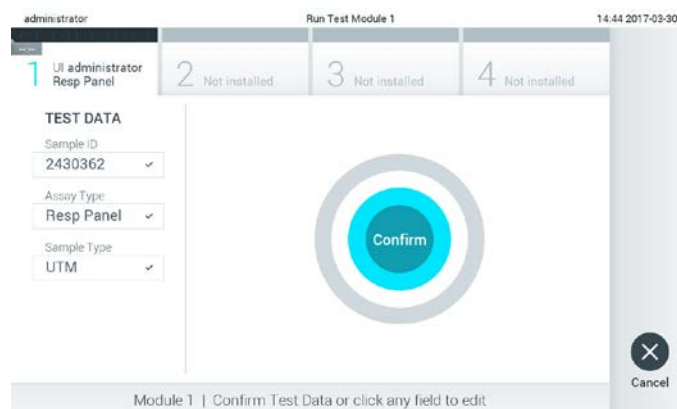 administrator Run Test Module 1 14:44 2017-03-30
--:--
1 UI administrator 2 Not installed 3 Not installed 4 Not installed
Resp Panel
TEST DATA
Sample ID
2430362
Assay Type
Resp Panel
Sample Type
UTM
Confirm
Cancel
Module 1 | Confirm Test Data or click any field to edit